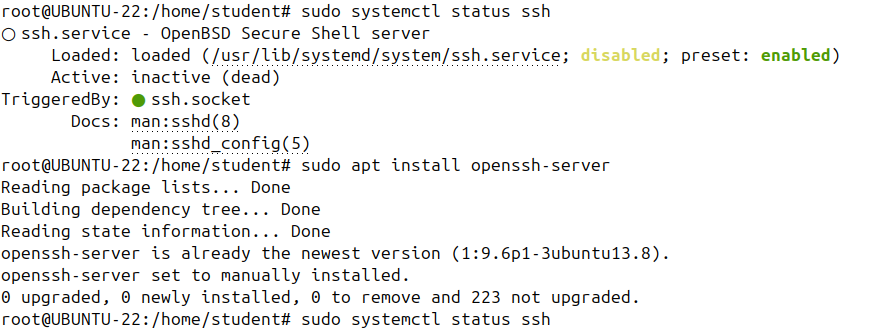 root@UBUNTU-22:/home/student# sudo systemctl status ssh
○ ssh.service - OpenBSD Secure Shell server
     Loaded: loaded (/usr/lib/systemd/system/ssh.service; disabled; preset: enabled)
     Active: inactive (dead)
TriggeredBy: ● ssh.socket
       Docs: man:sshd(8)
             man:sshd_config(5)
root@UBUNTU-22:/home/student# sudo apt install openssh-server
Reading package lists... Done
Building dependency tree... Done
Reading state information... Done
openssh-server is already the newest version (1:9.6p1-3ubuntu13.8).
openssh-server set to manually installed.
0 upgraded, 0 newly installed, 0 to remove and 223 not upgraded.
root@UBUNTU-22:/home/student# sudo systemctl status ssh